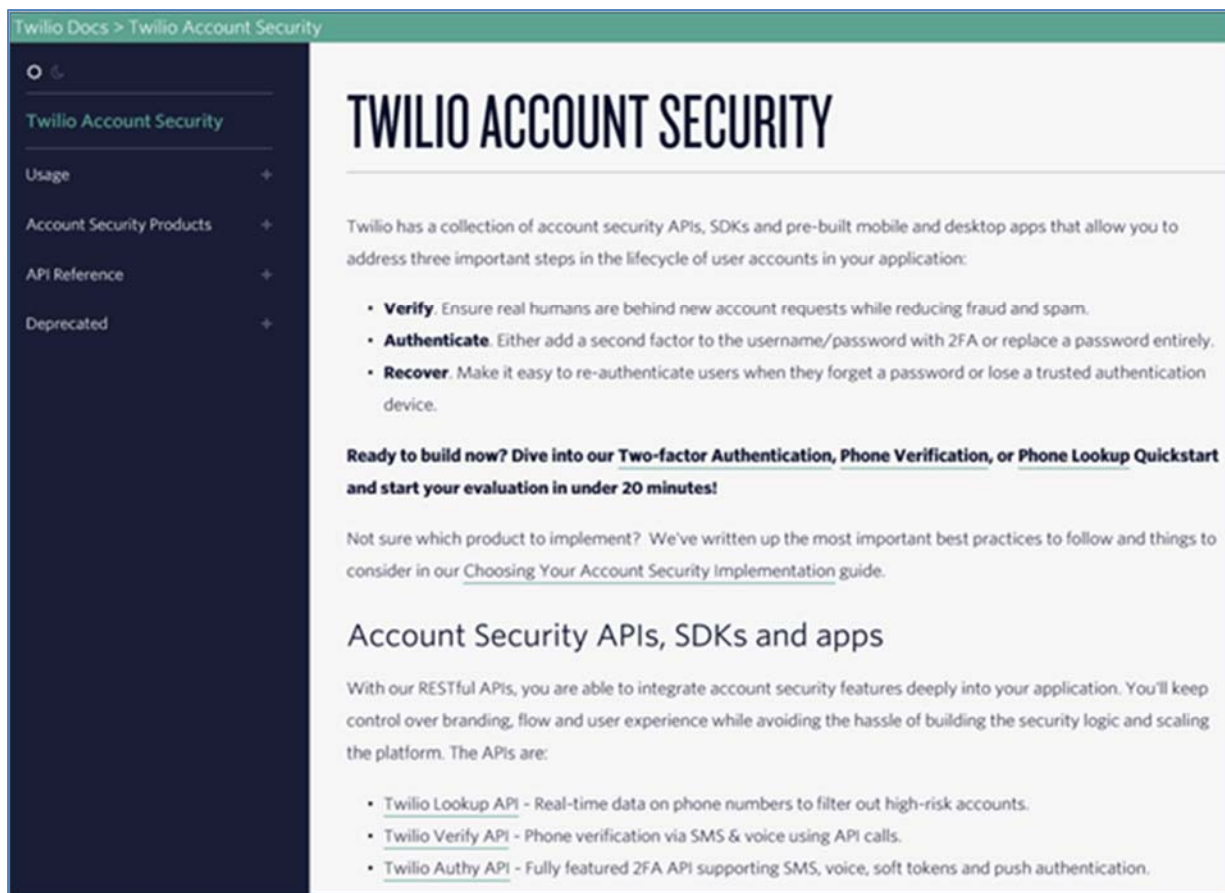 Twilio Docs > Twilio Account Security
Twilio Account Security
Usage +
Account Security Products +
API Reference +
Deprecated +
TWILIO ACCOUNT SECURITY
Twilio has a collection of account security APIs, SDKs and pre-built mobile and desktop apps that allow you to
address three important steps in the lifecycle of user accounts in your application:
• Verify. Ensure real humans are behind new account requests while reducing fraud and spam.
• Authenticate. Either add a second factor to the username/password with 2FA or replace a password entirely.
• Recover. Make it easy to re-authenticate users when they forget a password or lose a trusted authentication
device.
Ready to build now? Dive into our Two-factor Authentication, Phone Verification, or Phone Lookup Quickstart
and start your evaluation in under 20 minutes!
Not sure which product to implement? We've written up the most important best practices to follow and things to
consider in our Choosing Your Account Security Implementation guide.
Account Security APIs, SDKs and apps
With our RESTful APIs, you are able to integrate account security features deeply into your application. You'll keep
control over branding, flow and user experience while avoiding the hassle of building the security logic and scaling
the platform. The APIs are:
• Twilio Lookup API - Real-time data on phone numbers to filter out high-risk accounts.
• Twilio Verify API - Phone verification via SMS & voice using API calls.
• Twilio Authy API - Fully featured 2FA API supporting SMS, voice, soft tokens and push authentication.